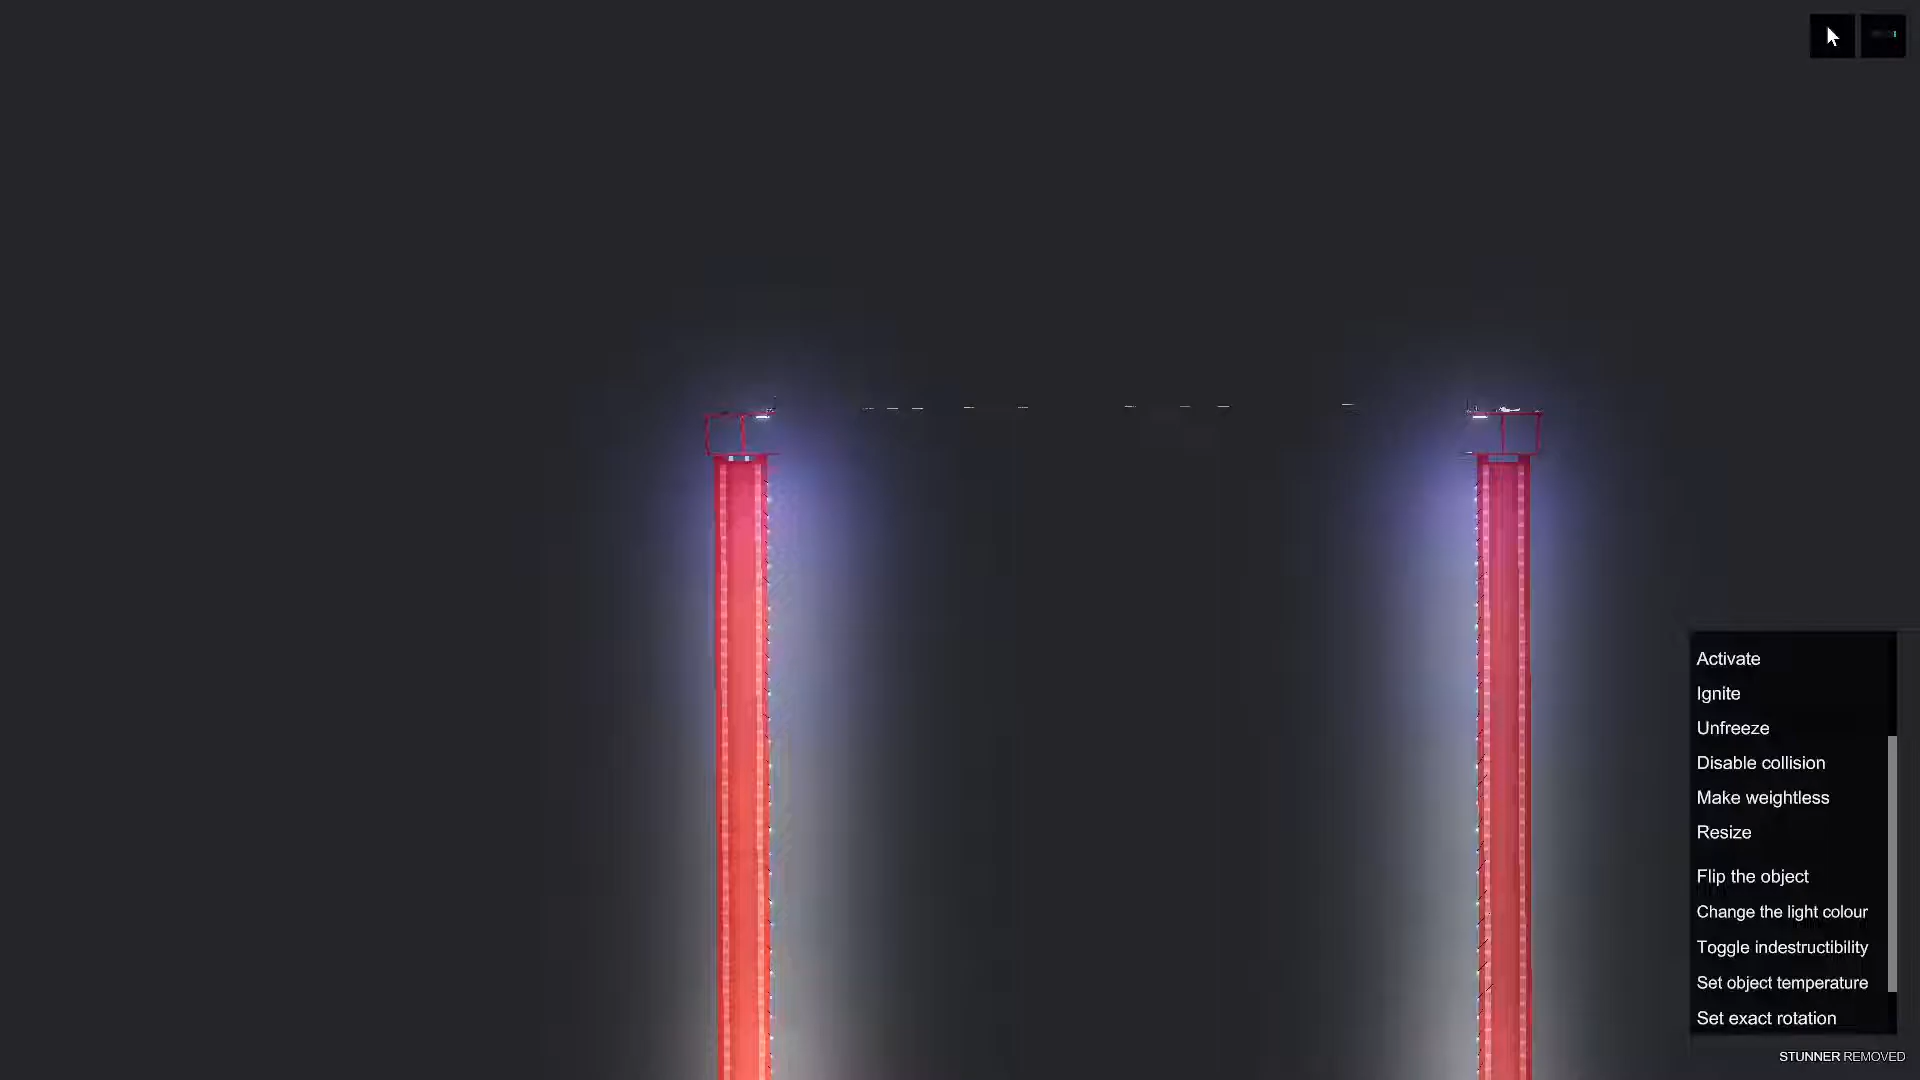 Activate
Ignite
Unfreeze
Disable collision
Make weightless
Resize
Flip the object
Change the light colour
Toggle indestructibility
Set object temperature
Set exact rotation
STUNNER REMOVED